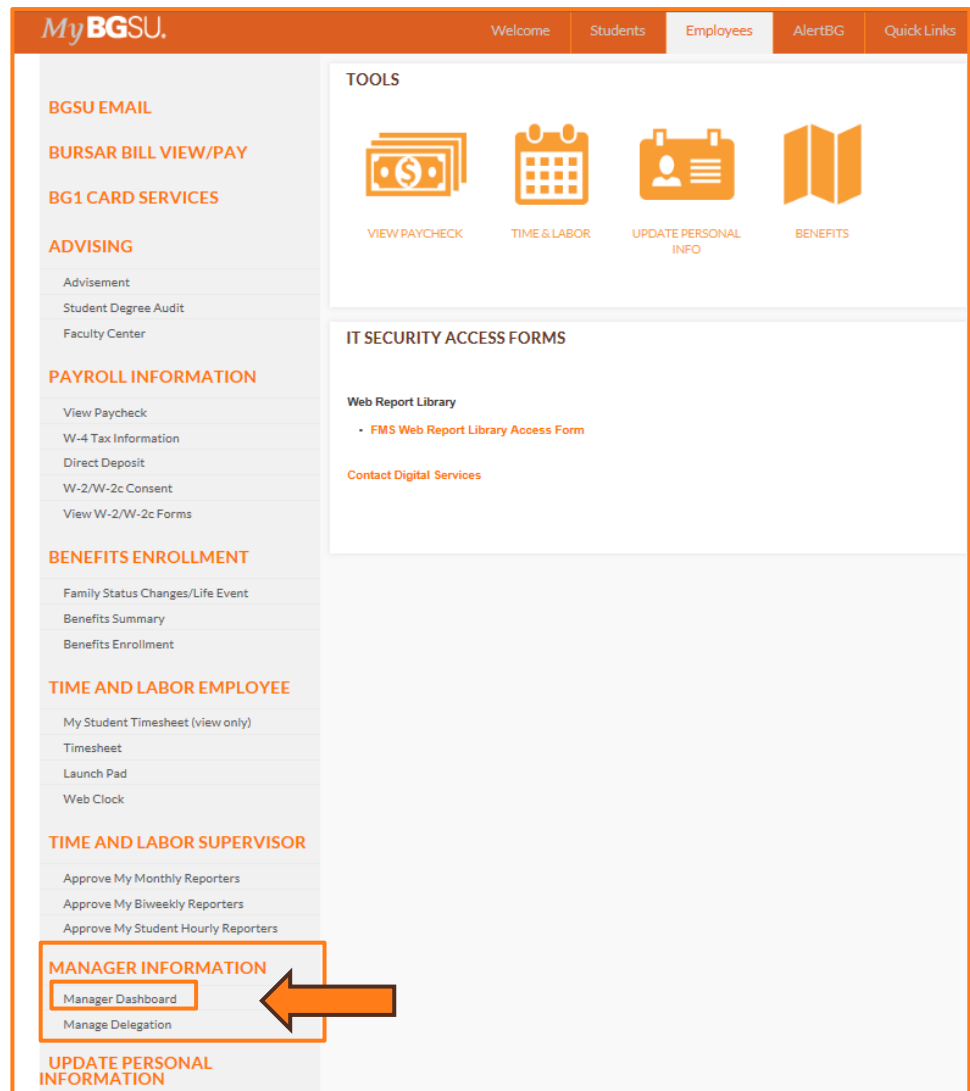 MyBGSU.
Welcome
Students
Employees
AlertBG
Quick Links
BGSU EMAIL
BURSAR BILL VIEW/PAY
BG1 CARD SERVICES
ADVISING
Advisement
Student Degree Audit
Faculty Center
PAYROLL INFORMATION
View Paycheck
W-4 Tax Information
Direct Deposit
W-2/W-2c Consent
View W-2/W-2c Forms
BENEFITS ENROLLMENT
Family Status Changes/Life Event
Benefits Summary
Benefits Enrollment
TIME AND LABOR EMPLOYEE
My Student Timesheet (view only)
Timesheet
Launch Pad
Web Clock
TIME AND LABOR SUPERVISOR
Approve My Monthly Reporters
Approve My Biweekly Reporters
Approve My Student Hourly Reporters
MANAGER INFORMATION
Manager Dashboard
Manage Delegation
UPDATE PERSONAL
INFORMATION
TOOLS
VIEW PAYCHECK
TIME & LABOR
UPDATE PERSONAL
INFO
BENEFITS
IT SECURITY ACCESS FORMS
Web Report Library
• FMS Web Report Library Access Form
Contact Digital Services